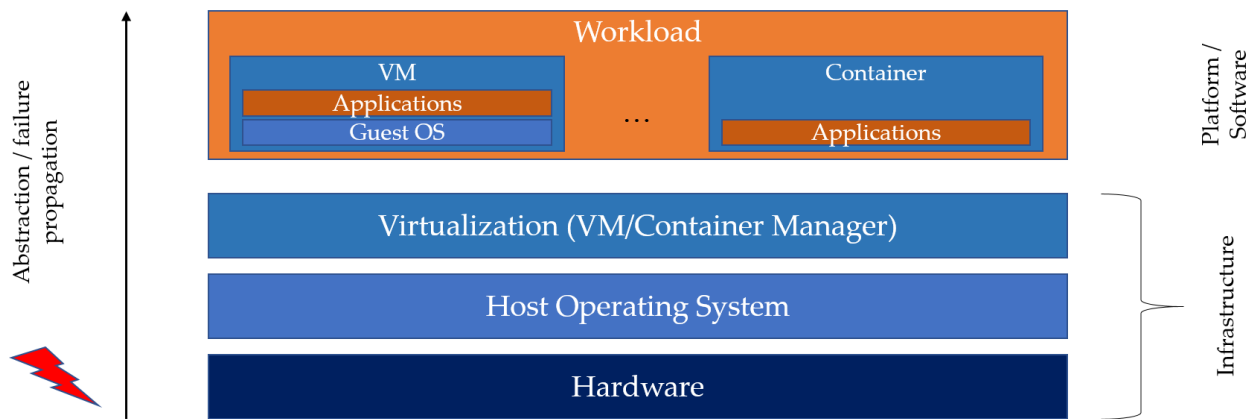 Abstraction / failure
propagation
Workload
VM
Applications
Guest OS
...
Container
Applications
Platform /
Software
Virtualization (VM/Container Manager)
Host Operating System
Hardware
Infrastructure